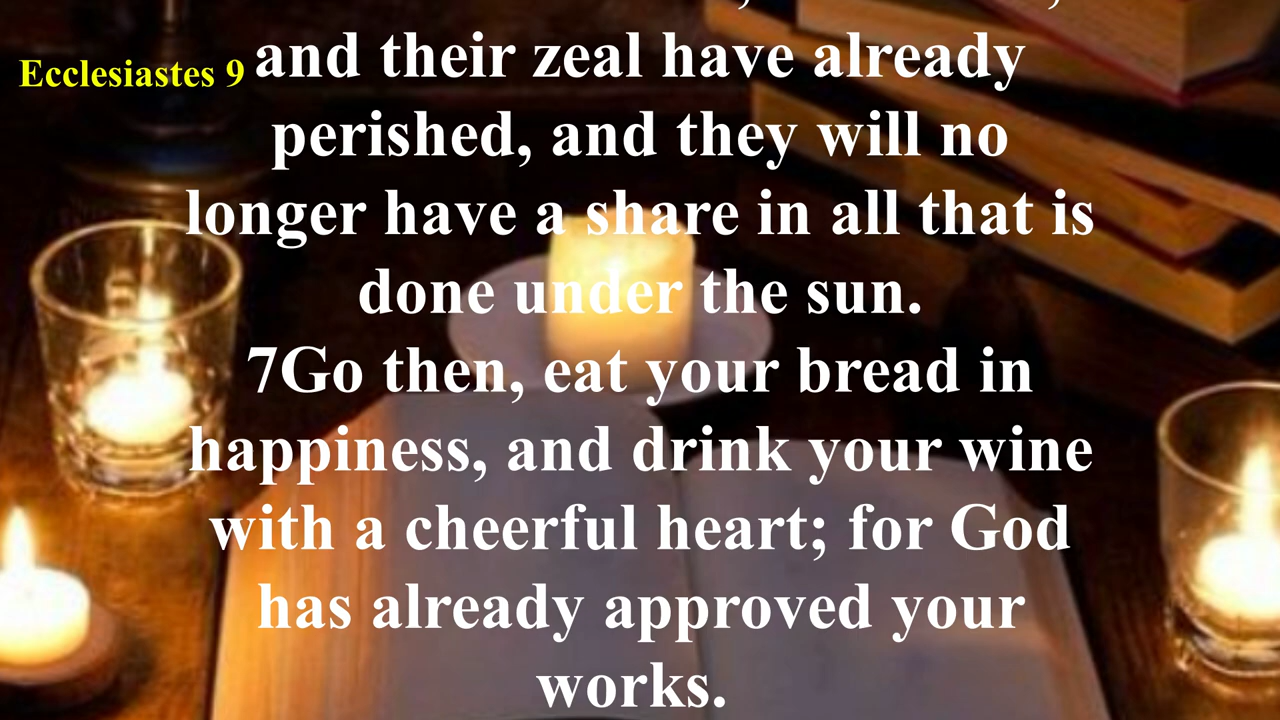 Ecclesiastes 9
and their zeal have already
perished, and they will no
longer have a share in all that is
done under the sun.
7Go then, eat your bread in
happiness, and drink your wine
with a cheerful heart; for God
has already approved your
works.